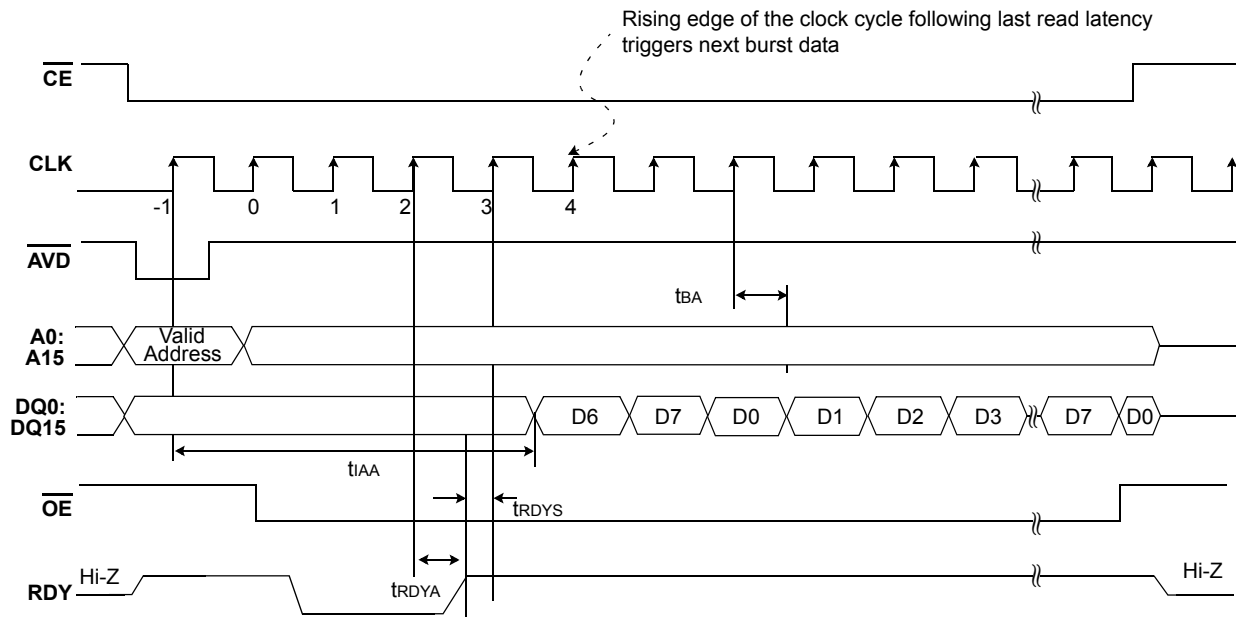 Rising edge of the clock cycle following last read latency
triggers next burst data
CE
CLK
-1 0 1 2 3 4
AVD
tBA
A0:
A15
Valid
Address
DQ0:
DQ15
D6 D7 D0 D1 D2 D3 D7 D0
tIAA
OE
tRDYS
RDY
Hi-Z
tRDYA
Hi-Z